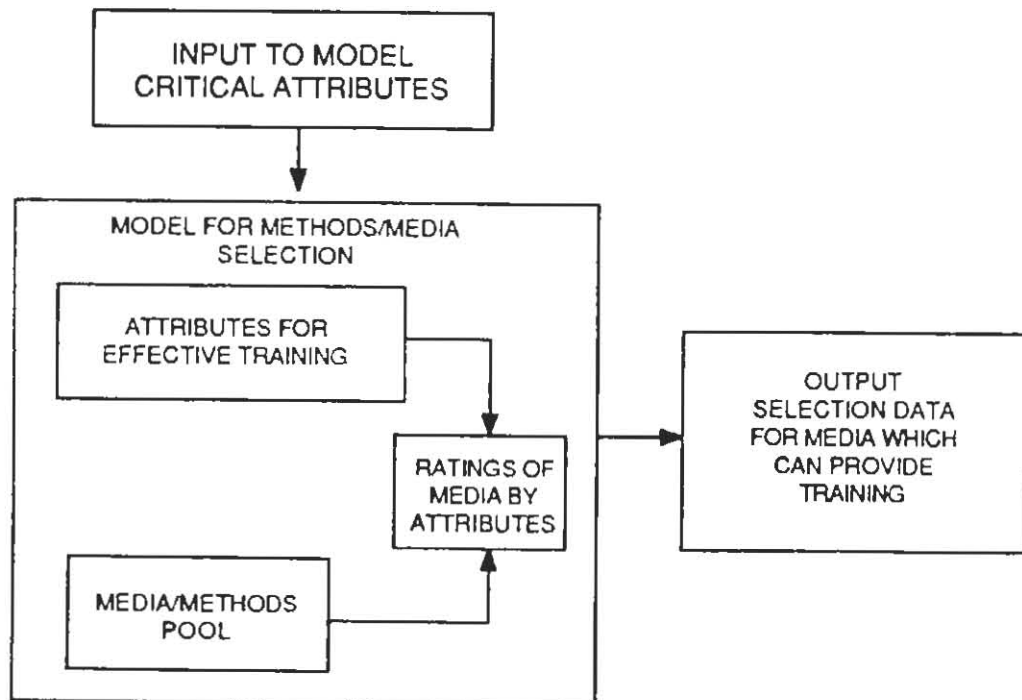 INPUT TO MODEL
CRITICAL ATTRIBUTES
MODEL FOR METHODS/MEDIA
SELECTION
ATTRIBUTES FOR
EFFECTIVE TRAINING
RATINGS OF
MEDIA BY
ATTRIBUTES
MEDIA/METHODS
POOL
OUTPUT
SELECTION DATA
FOR MEDIA WHICH
CAN PROVIDE
TRAINING